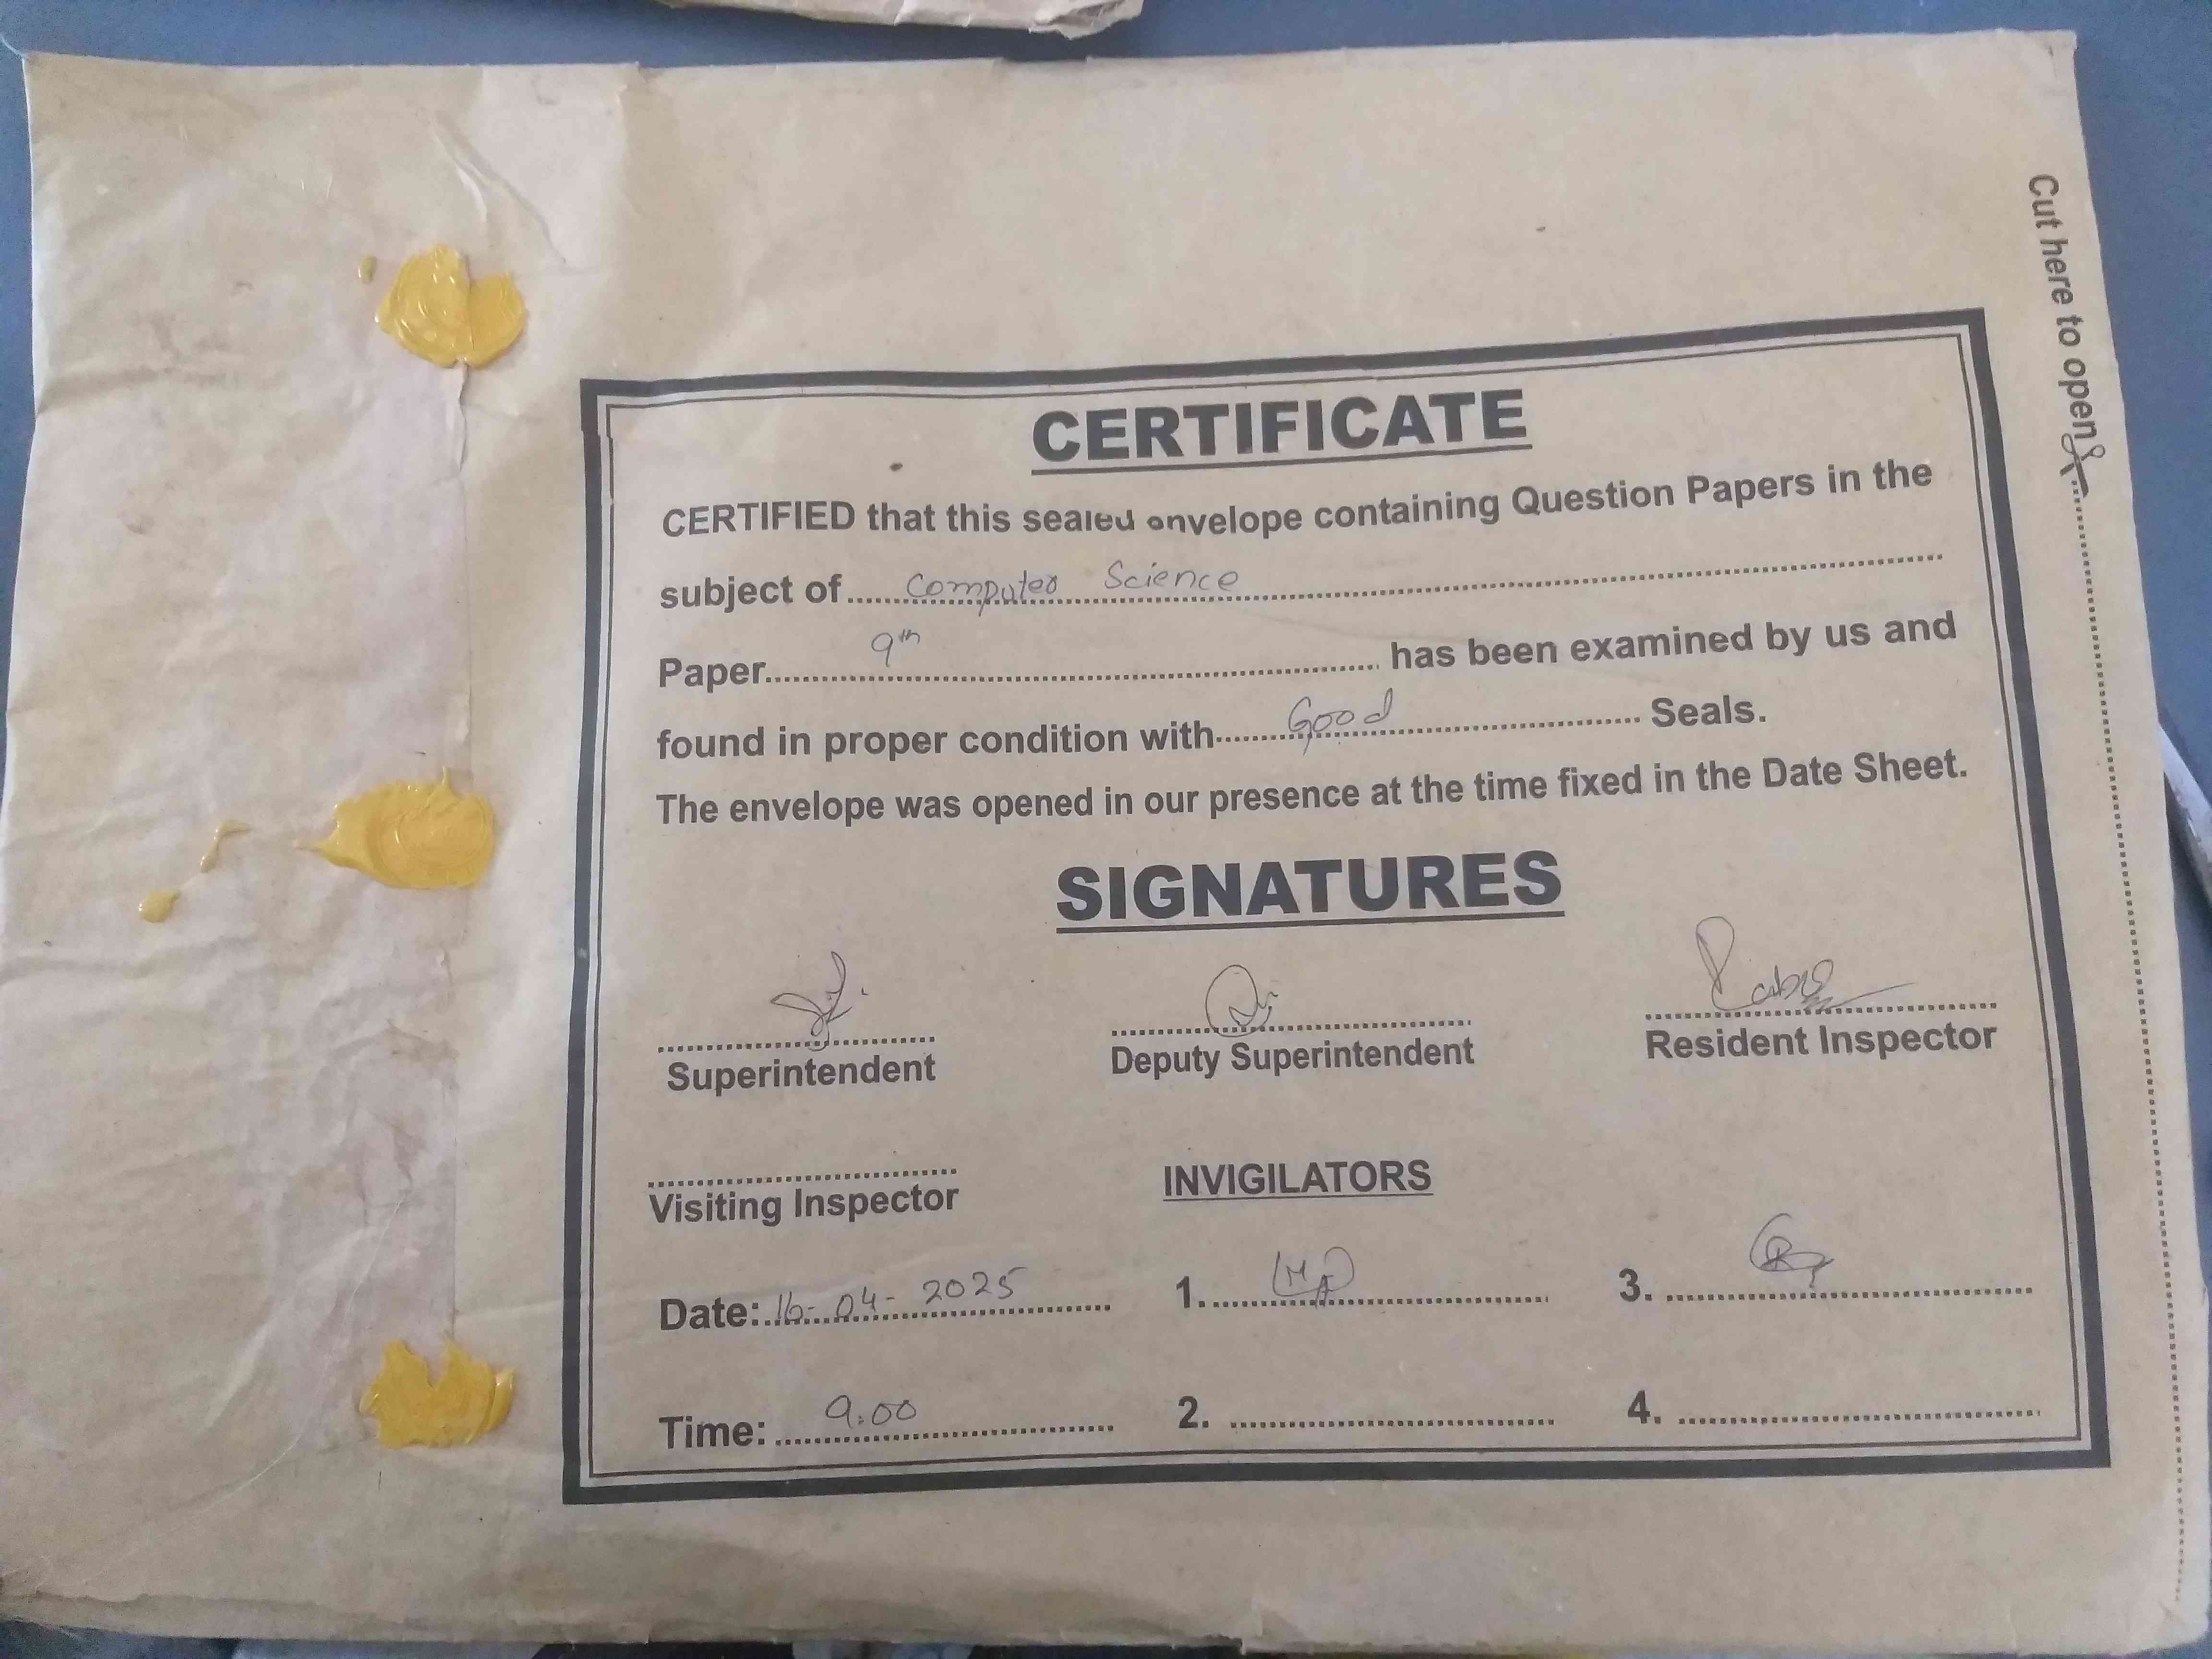 Cut here to open
CERTIFICATE
CERTIFIED that this sealed envelope containing Question Papers in the
subject of Computer Science
Paper 9th has been examined by us and
found in proper condition with Good Seals.
The envelope was opened in our presence at the time fixed in the Date Sheet.
SIGNATURES
Superintendent Deputy Superintendent Resident Inspector
Visiting Inspector INVIGILATORS
Date: 16-04-2025 1. 3.
Time: 9:00 2. 4.